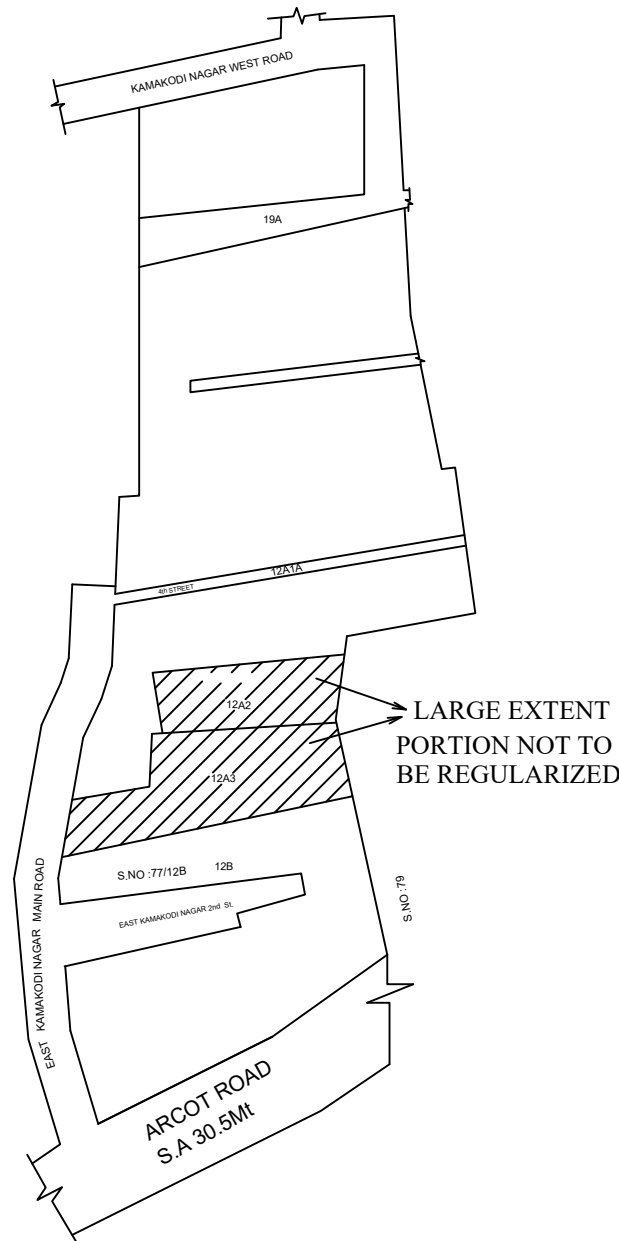 KAMAKODI NAGAR WEST ROAD
19A
12A1A
4th STREET
12A2
LARGE EXTENT
PORTION NOT TO
BE REGULARIZED
12A3
S.NO :77/12B
12B
EAST KAMAKODI NAGAR 2nd St.
S.NO :79
EAST KAMAKODI NAGAR MAIN ROAD
ARCOT ROAD
S.A 30.5Mt